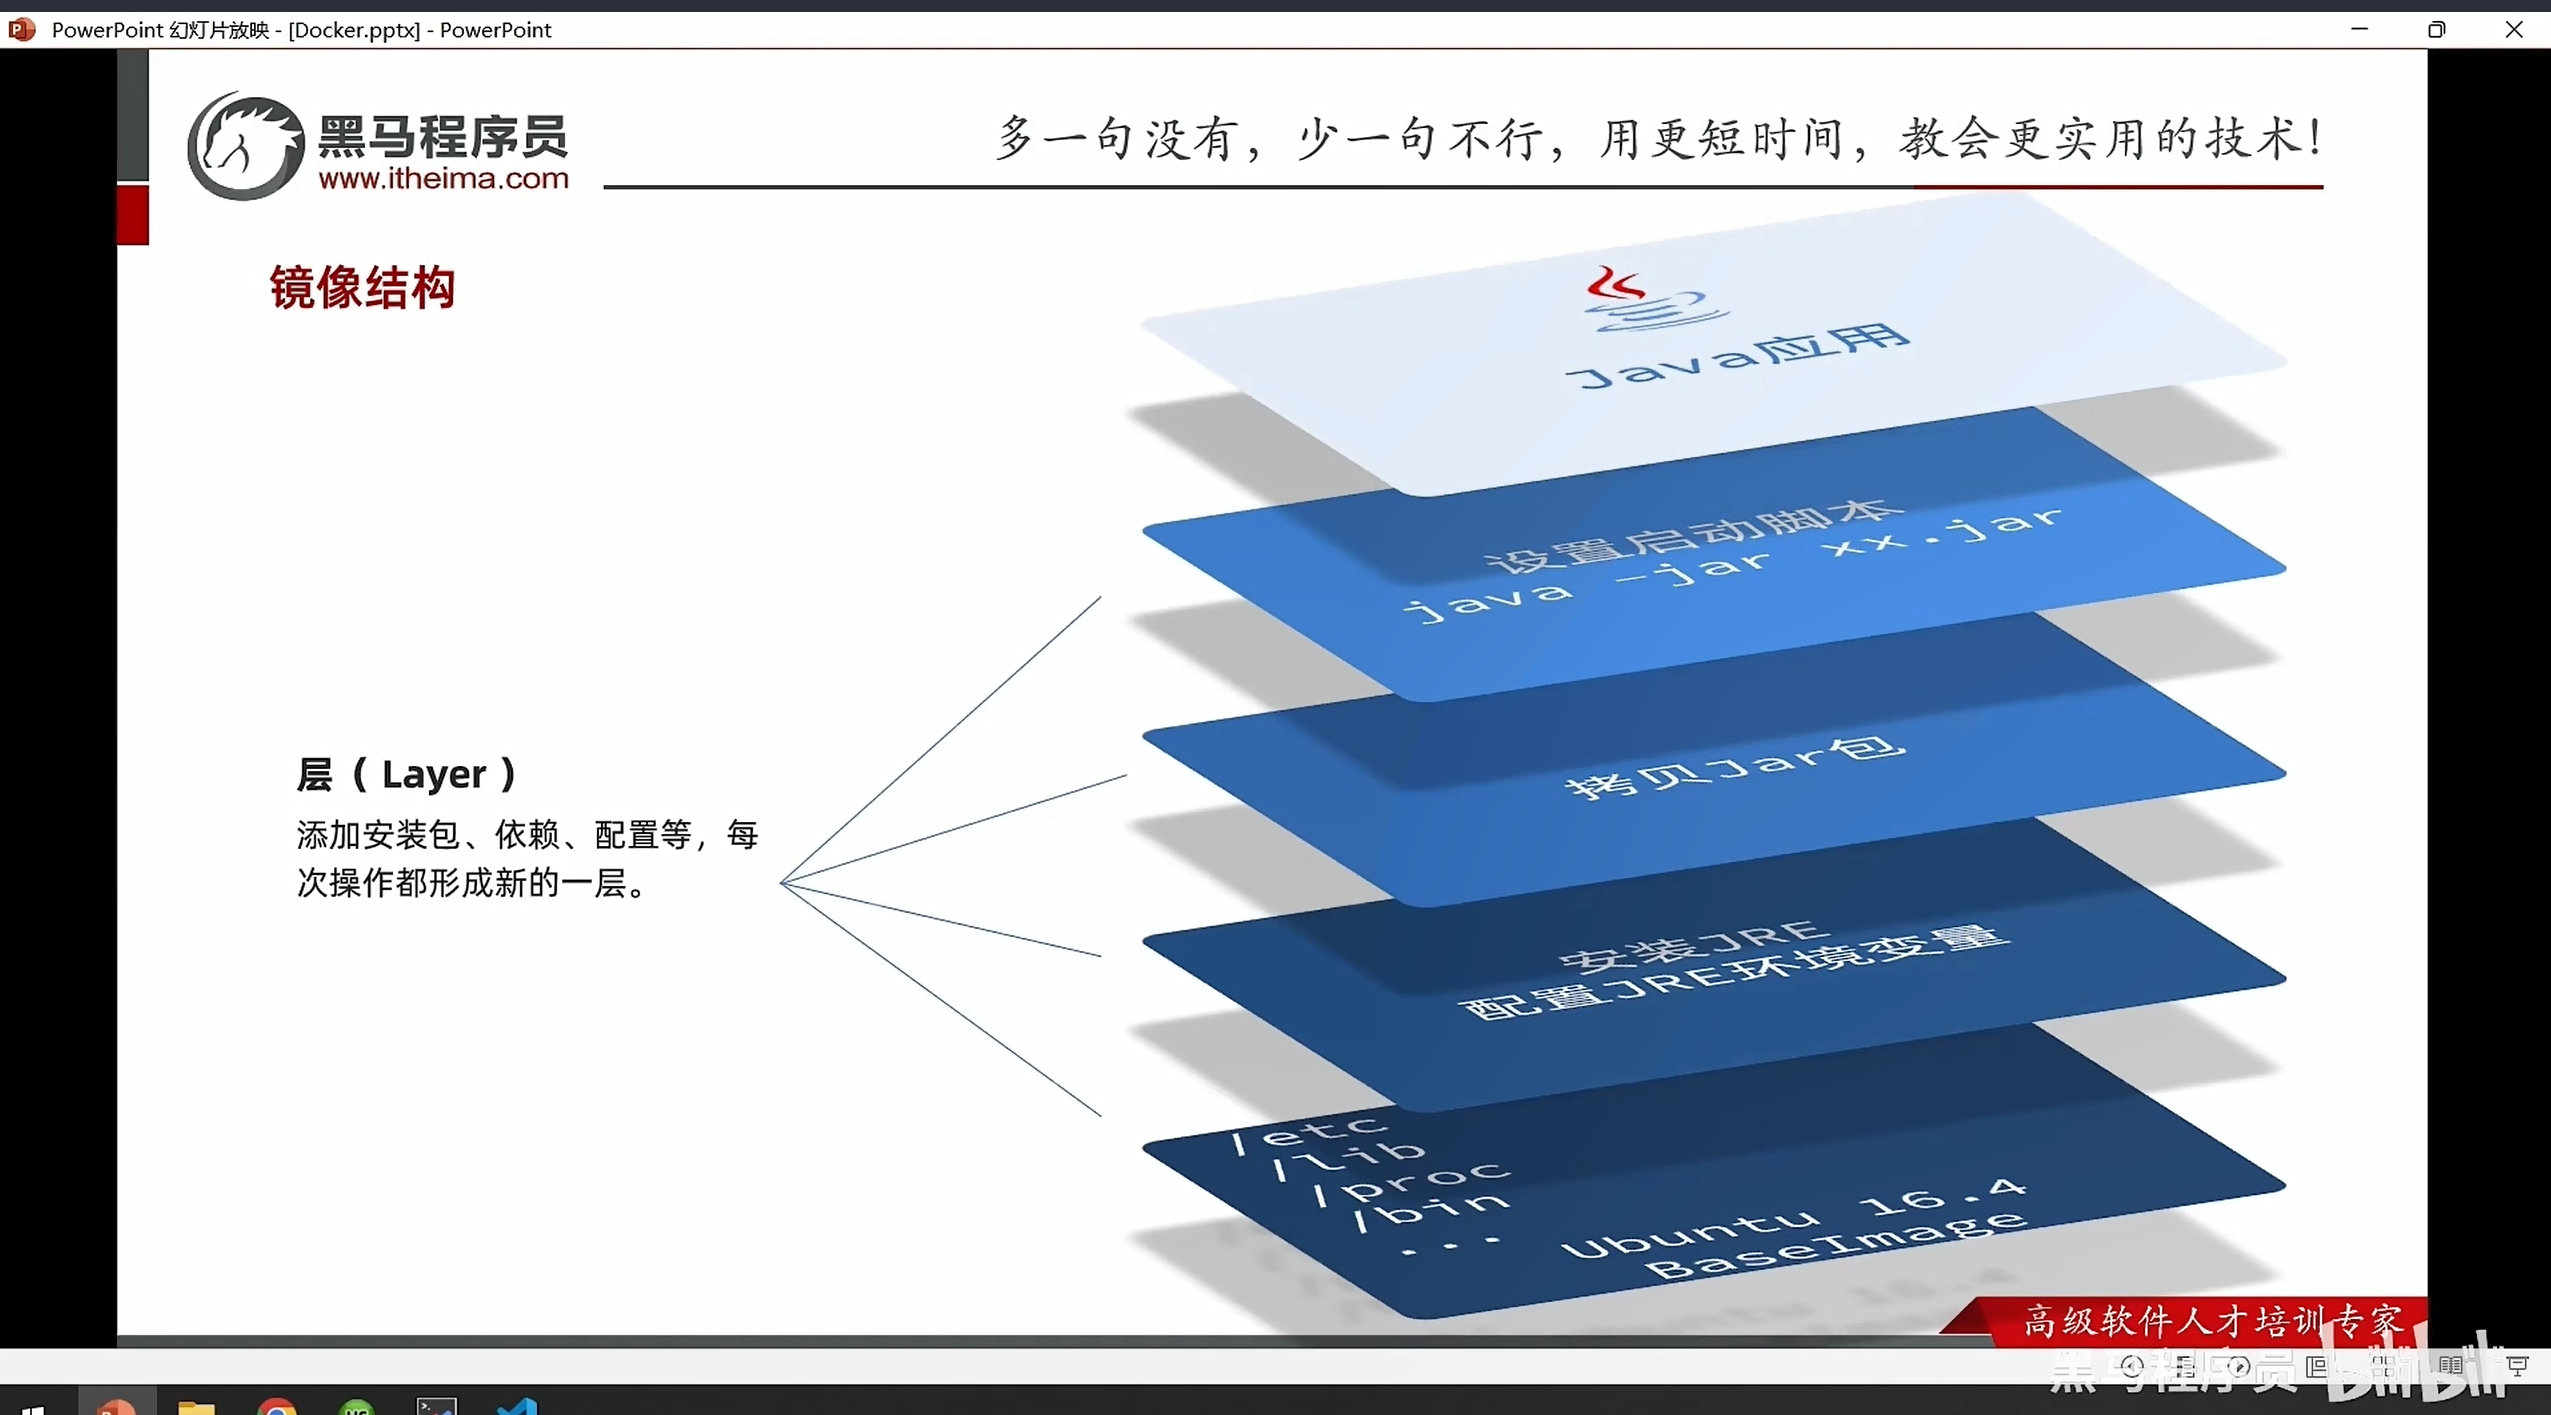 PowerPoint 幻灯片放映 - [Docker.pptx] - PowerPoint
黑马程序员
www.itheima.com
多一句没有，少一句不行，用更短时间，教会更实用的技术！
镜像结构
Java应用
设置启动脚本
java -jar xx.jar
拷贝Jar包
层（Layer）
添加安装包、依赖、配置等，每
次操作都形成新的一层。
安装JRE
配置JRE环境变量
/etc
/lib
/proc
/bin
...
Ubuntu 16.4
BaseImage
高级软件人才培训专家
黑马程序员 bilibili